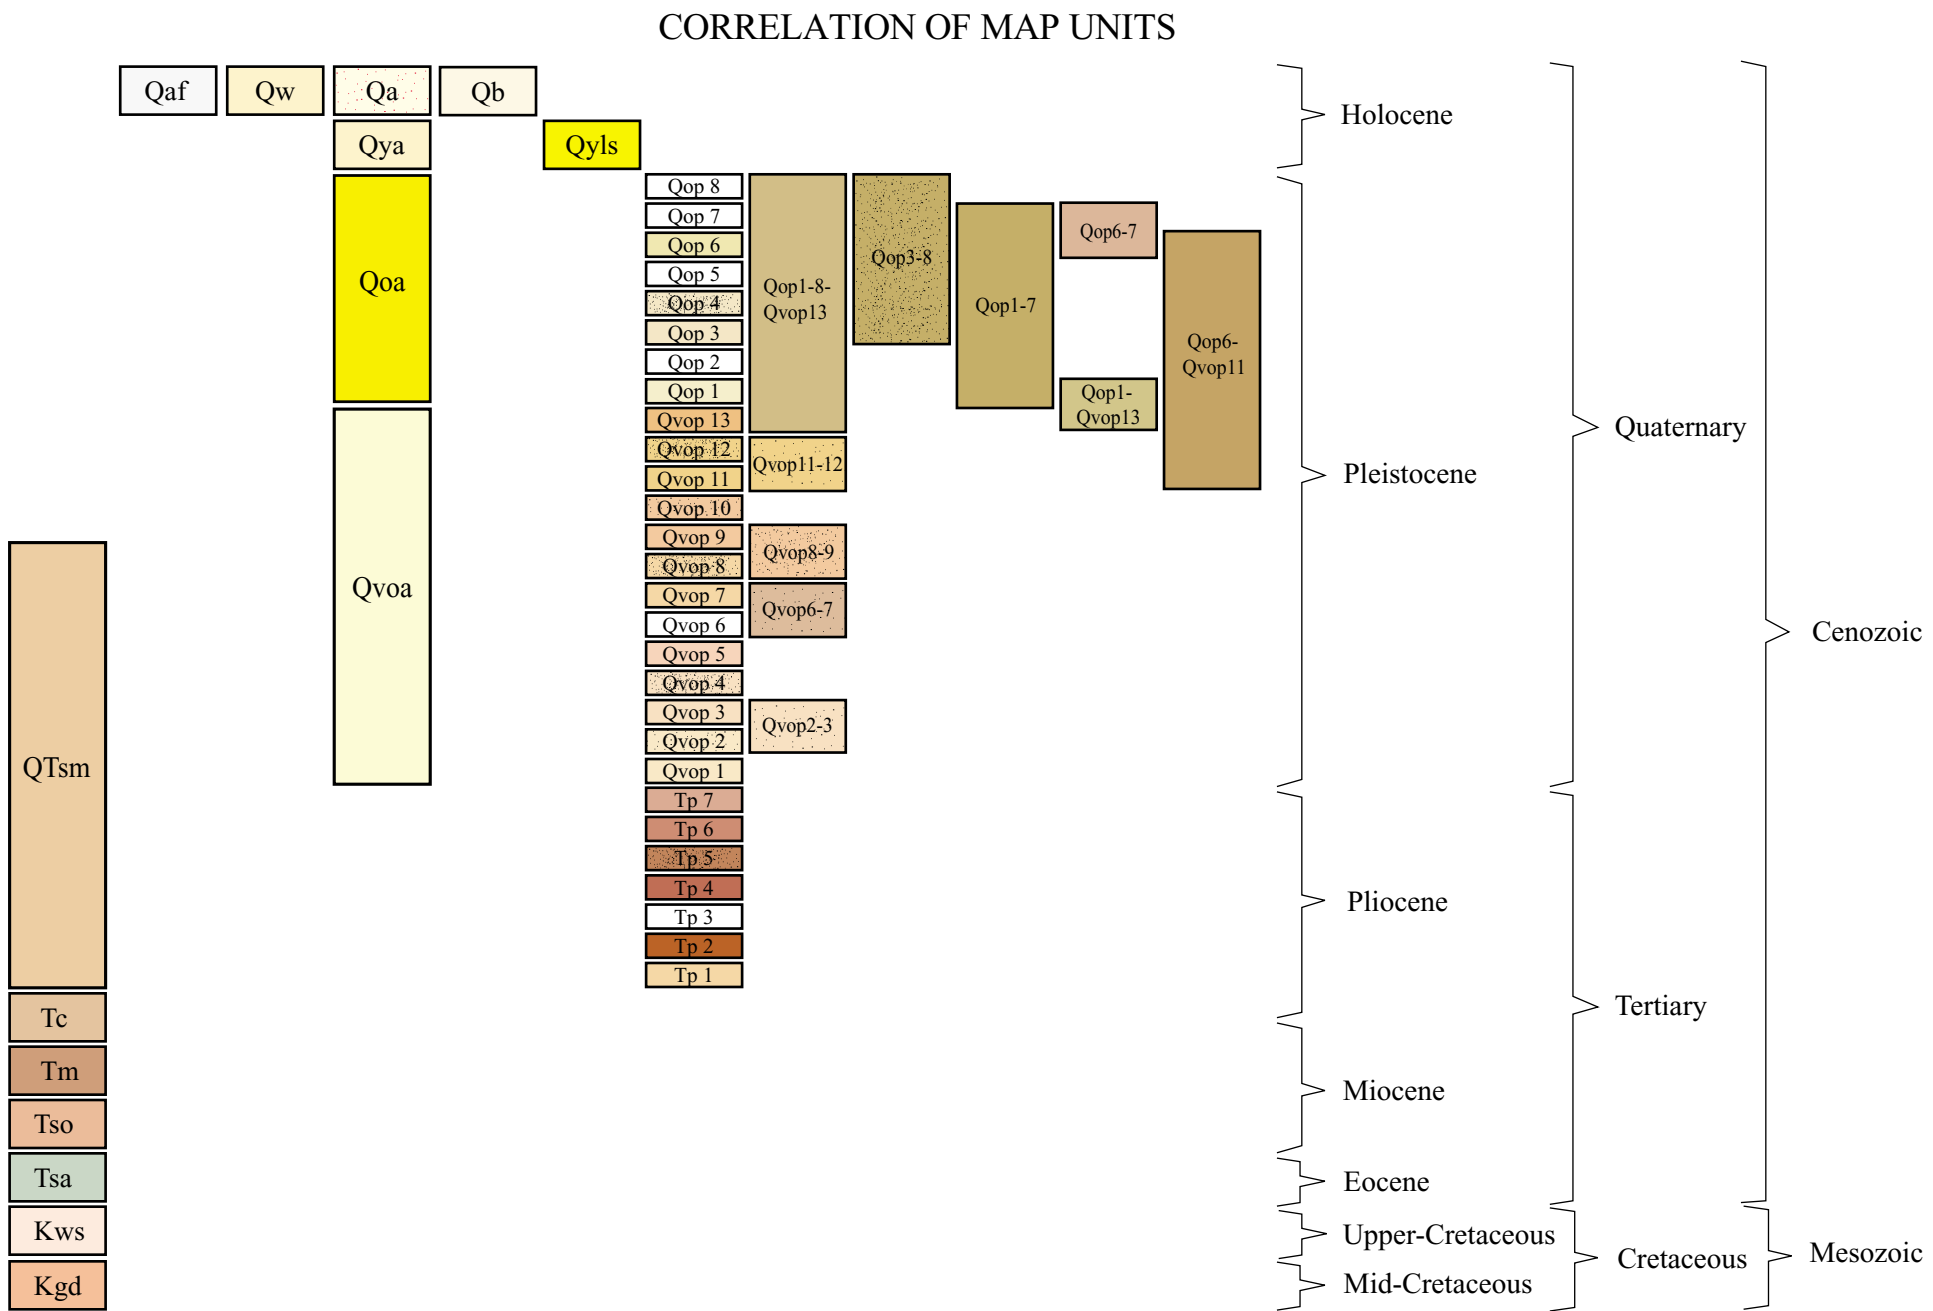 CORRELATION OF MAP UNITS
Qaf
Qw
Qa
Qb
Qya
Qyls
Qoa
Qvoa
Qop 8
Qop 7
Qop 6
Qop 5
Qop 4
Qop 3
Qop 2
Qop 1
Qvop 13
Qvop 12
Qvop 11
Qvop 10
Qvop 9
Qvop 8
Qvop 7
Qvop 6
Qvop 5
Qvop 4
Qvop 3
Qvop 2
Qvop 1
Tp 7
Tp 6
Tp 5
Tp 4
Tp 3
Tp 2
Tp 1
Qop1-8-
Qvop13
Qvop11-12
Qvop8-9
Qvop6-7
Qvop2-3
Qop3-8
Qop1-7
Qop6-7
Qop1-
Qvop13
Qop6-
Qvop11
QTsm
Tc
Tm
Tso
Tsa
Kws
Kgd
Holocene
Pleistocene
Pliocene
Miocene
Eocene
Upper-Cretaceous
Mid-Cretaceous
Quaternary
Tertiary
Cretaceous
Cenozoic
Mesozoic